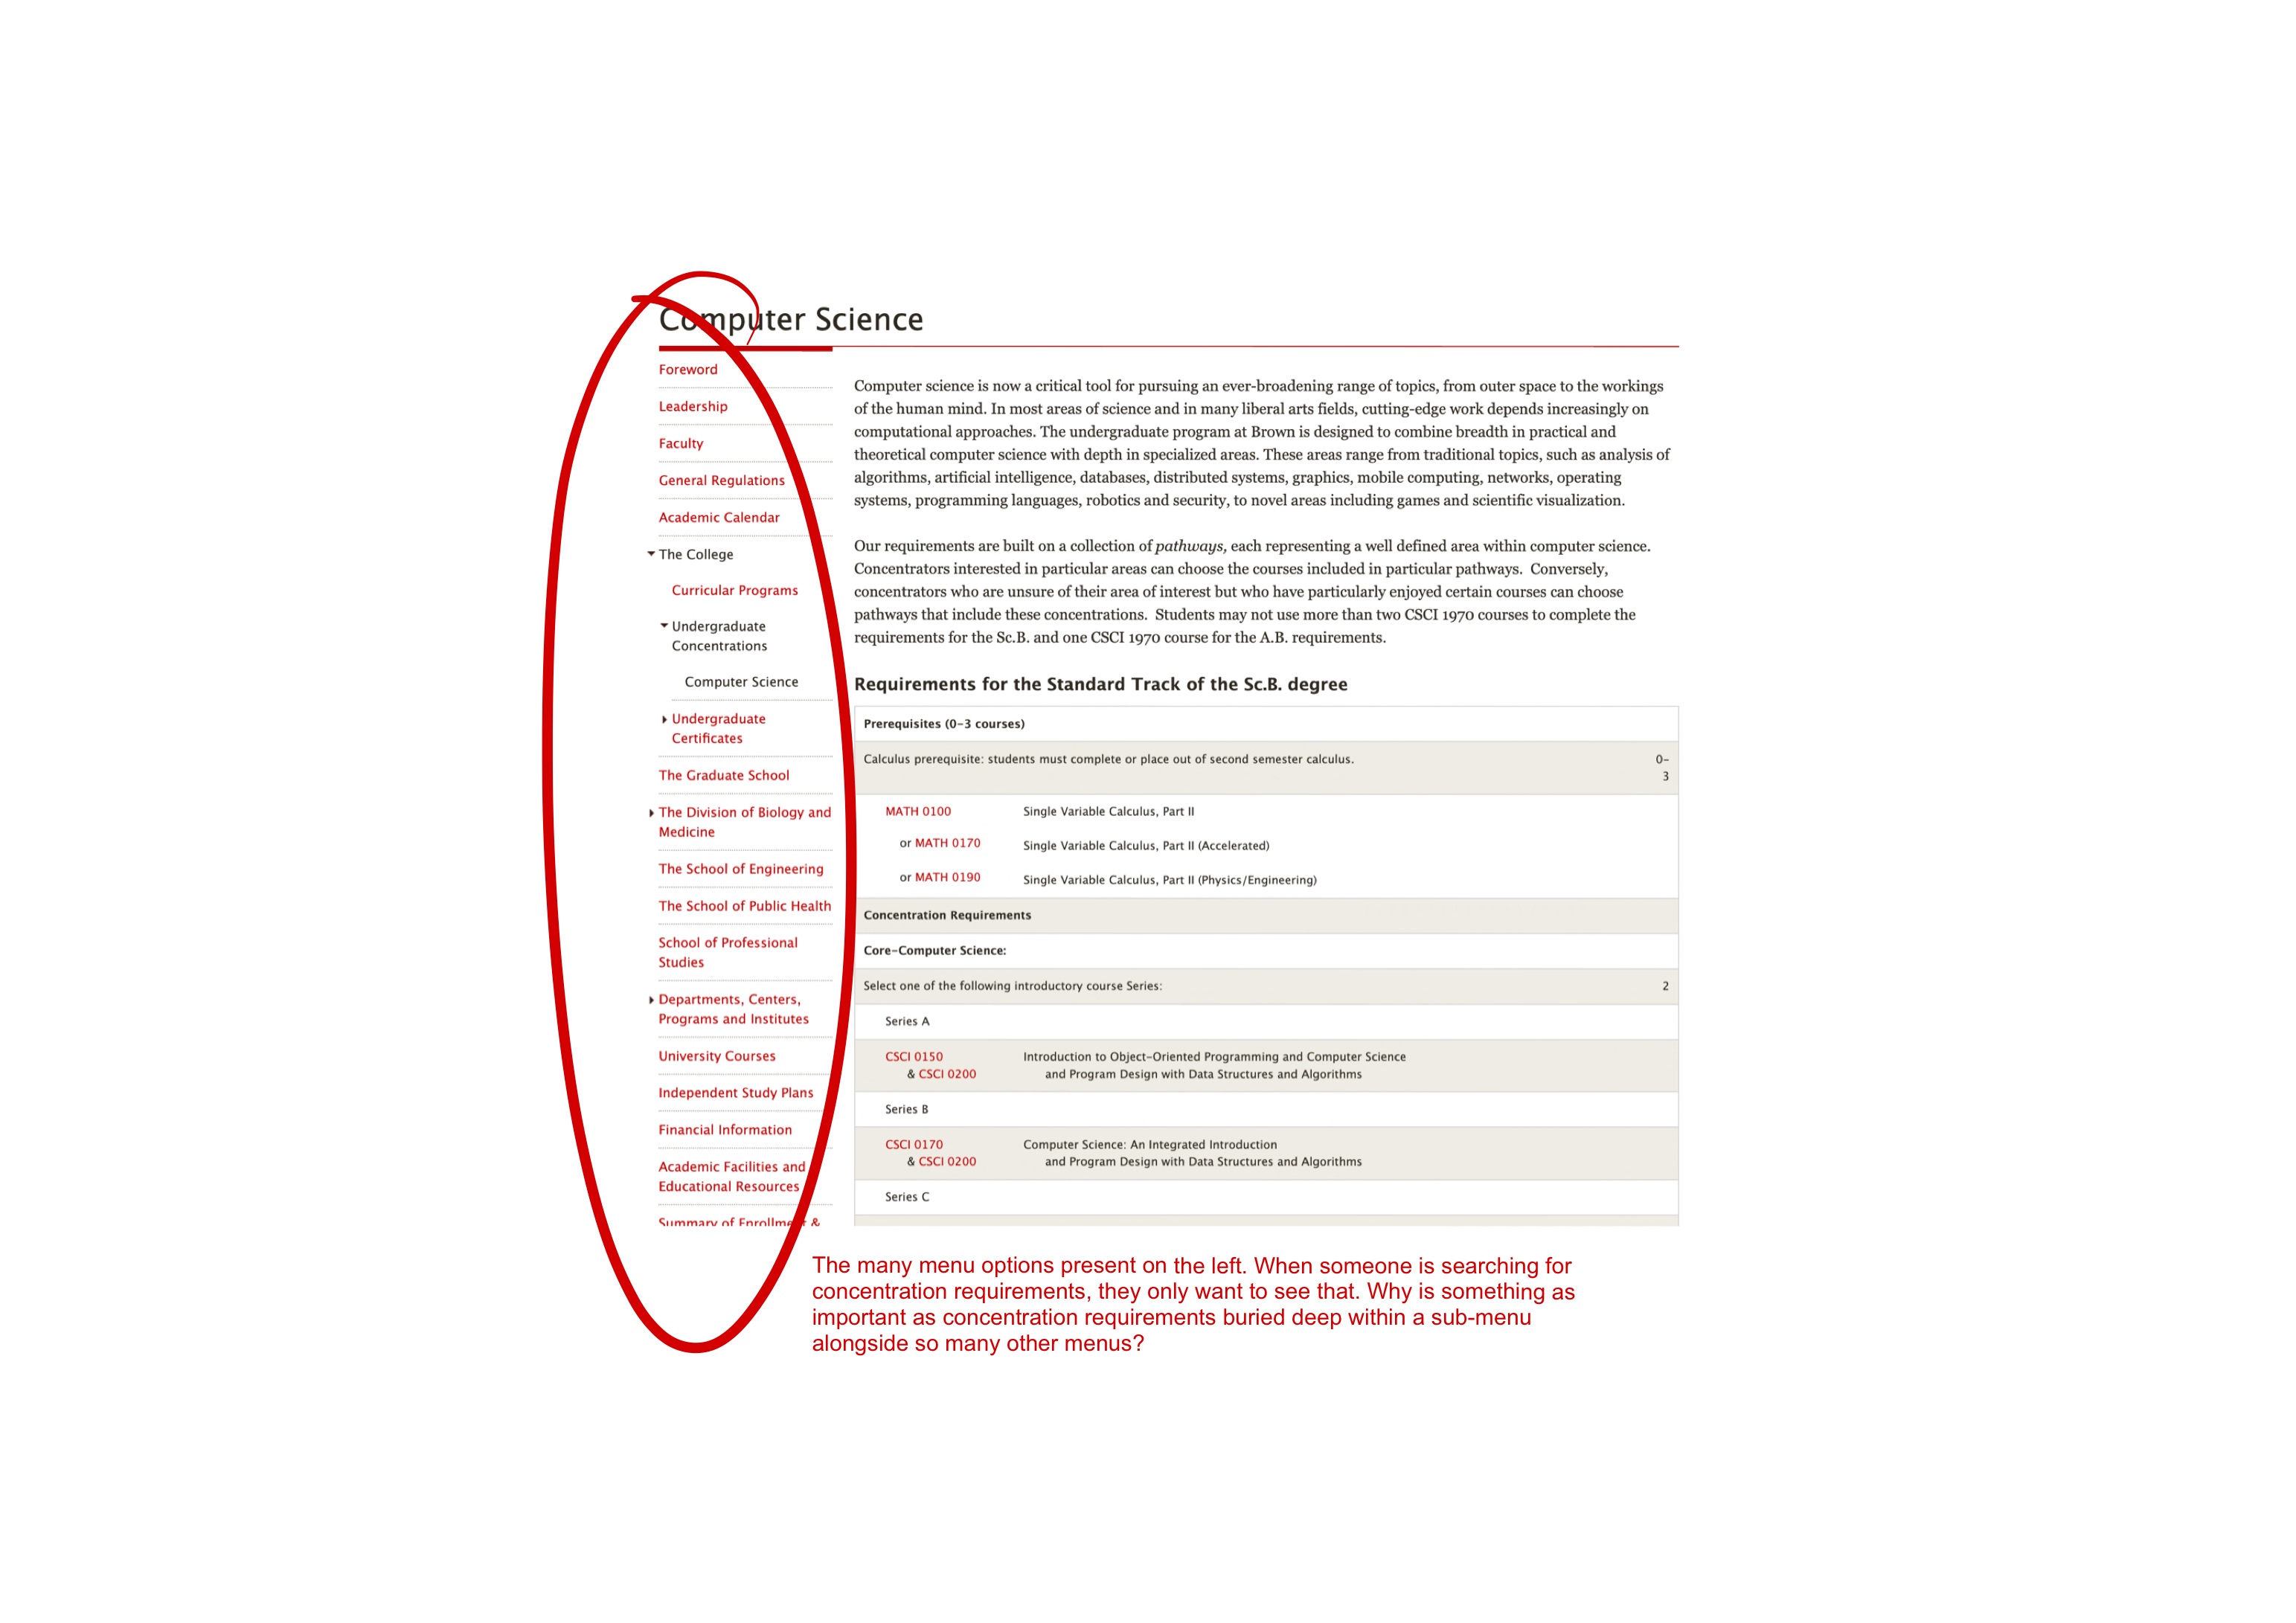 Computer Science
Foreword
Leadership
Faculty
General Regulations
Academic Calendar
The College
Curricular Programs
Undergraduate
Concentrations
Computer Science
Undergraduate
Certificates
The Graduate School
The Division of Biology and
Medicine
The School of Engineering
The School of Public Health
School of Professional
Studies
Departments, Centers,
Programs and Institutes
University Courses
Independent Study Plans
Financial Information
Academic Facilities and
Educational Resources
Summary of Enrollment &
Computer science is now a critical tool for pursuing an ever-broadening range of topics, from outer space to the workings
of the human mind. In most areas of science and in many liberal arts fields, cutting-edge work depends increasingly on
computational approaches. The undergraduate program at Brown is designed to combine breadth in practical and
theoretical computer science with depth in specialized areas. These areas range from traditional topics, such as analysis of
algorithms, artificial intelligence, databases, distributed systems, graphics, mobile computing, networks, operating
systems, programming languages, robotics and security, to novel areas including games and scientific visualization.
Our requirements are built on a collection of pathways, each representing a well defined area within computer science.
Concentrators interested in particular areas can choose the courses included in particular pathways. Conversely,
concentrators who are unsure of their area of interest but who have particularly enjoyed certain courses can choose
pathways that include these concentrations. Students may not use more than two CSCI 1970 courses to complete the
requirements for the Sc.B. and one CSCI 1970 course for the A.B. requirements.
Requirements for the Standard Track of the Sc.B. degree
Prerequisites (0-3 courses)
Calculus prerequisite: students must complete or place out of second semester calculus. 0-
3
MATH 0100 Single Variable Calculus, Part II
or MATH 0170 Single Variable Calculus, Part II (Accelerated)
or MATH 0190 Single Variable Calculus, Part II (Physics/Engineering)
Concentration Requirements
Core-Computer Science:
Select one of the following introductory course Series: 2
Series A
CSCI 0150 Introduction to Object-Oriented Programming and Computer Science
& CSCI 0200 and Program Design with Data Structures and Algorithms
Series B
CSCI 0170 Computer Science: An Integrated Introduction
& CSCI 0200 and Program Design with Data Structures and Algorithms
Series C
The many menu options present on the left. When someone is searching for
concentration requirements, they only want to see that. Why is something as
important as concentration requirements buried deep within a sub-menu
alongside so many other menus?